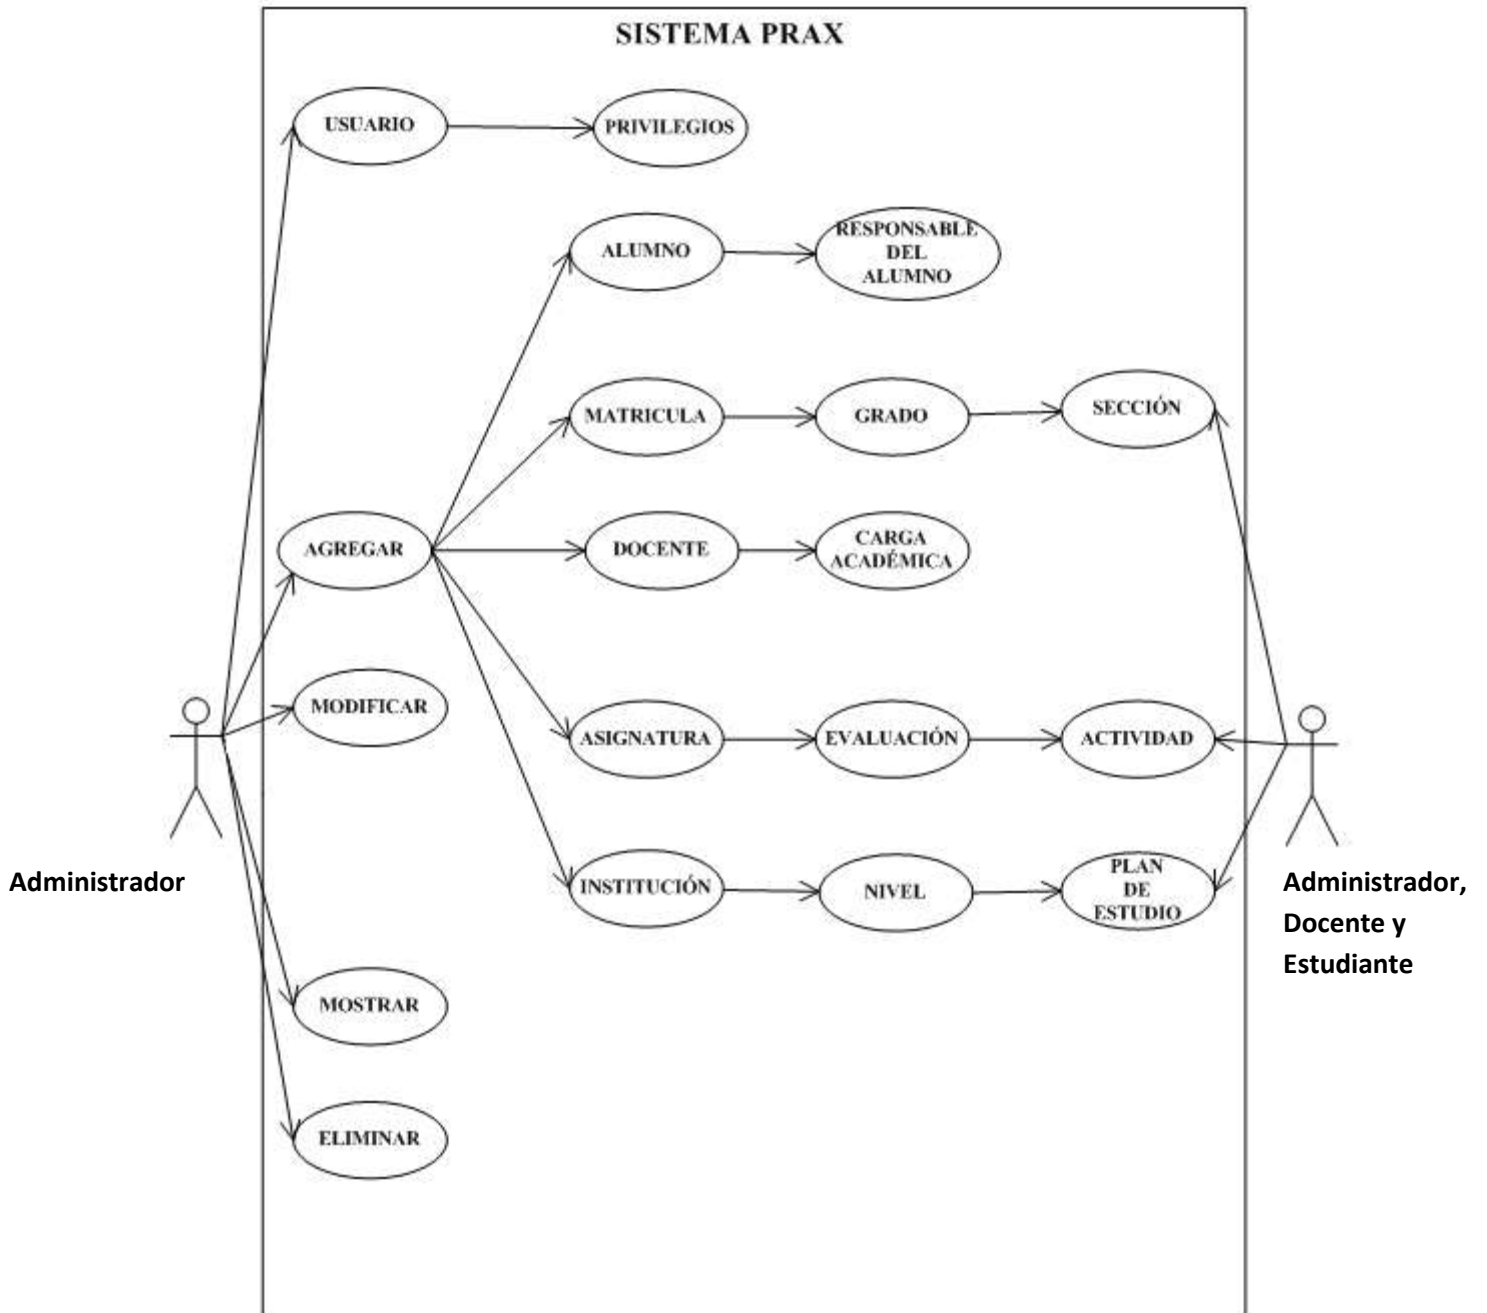 SISTEMA PRAX
USUARIO
PRIVILEGIOS
ALUMNO
RESPONSABLE
DEL
ALUMNO
MATRICULA
GRADO
SECCIÓN
AGREGAR
DOCENTE
CARGA
ACADÉMICA
MODIFICAR
ASIGNATURA
EVALUACIÓN
ACTIVIDAD
Administrador
INSTITUCIÓN
NIVEL
PLAN
DE
ESTUDIO
Administrador,
Docente y
Estudiante
MOSTRAR
ELIMINAR